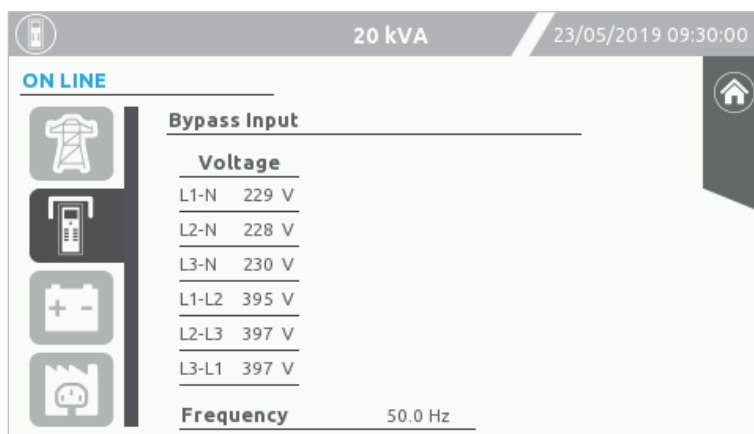 20 kVA 23/05/2019 09:30:00
ON LINE
Bypass Input
Voltage
L1-N 229 V
L2-N 228 V
L3-N 230 V
L1-L2 395 V
L2-L3 397 V
L3-L1 397 V
Frequency 50.0 Hz